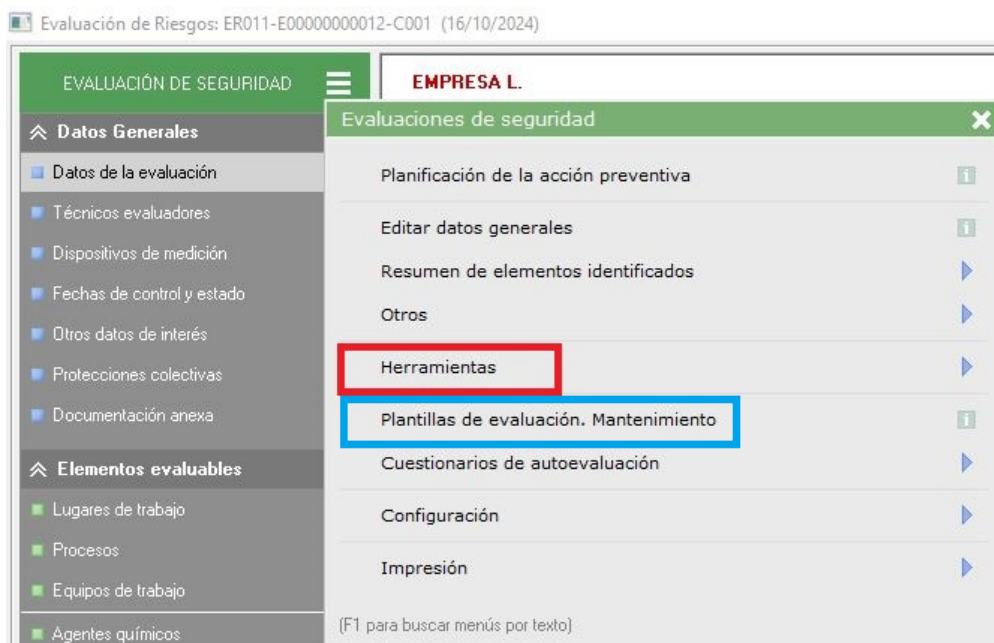 Evaluación de Riesgos: ER011-E00000000012-C001 (16/10/2024)
EVALUACIÓN DE SEGURIDAD
EMPRESA L.
Datos Generales
Datos de la evaluación
Técnicos evaluadores
Dispositivos de medición
Fechas de control y estado
Otros datos de interés
Protecciones colectivas
Documentación anexa
Elementos evaluables
Lugares de trabajo
Procesos
Equipos de trabajo
Agentes químicos
Evaluaciones de seguridad
Planificación de la acción preventiva
Editar datos generales
Resumen de elementos identificados
Otros
Herramientas
Plantillas de evaluación. Mantenimiento
Cuestionarios de autoevaluación
Configuración
Impresión
(F1 para buscar menús por texto)